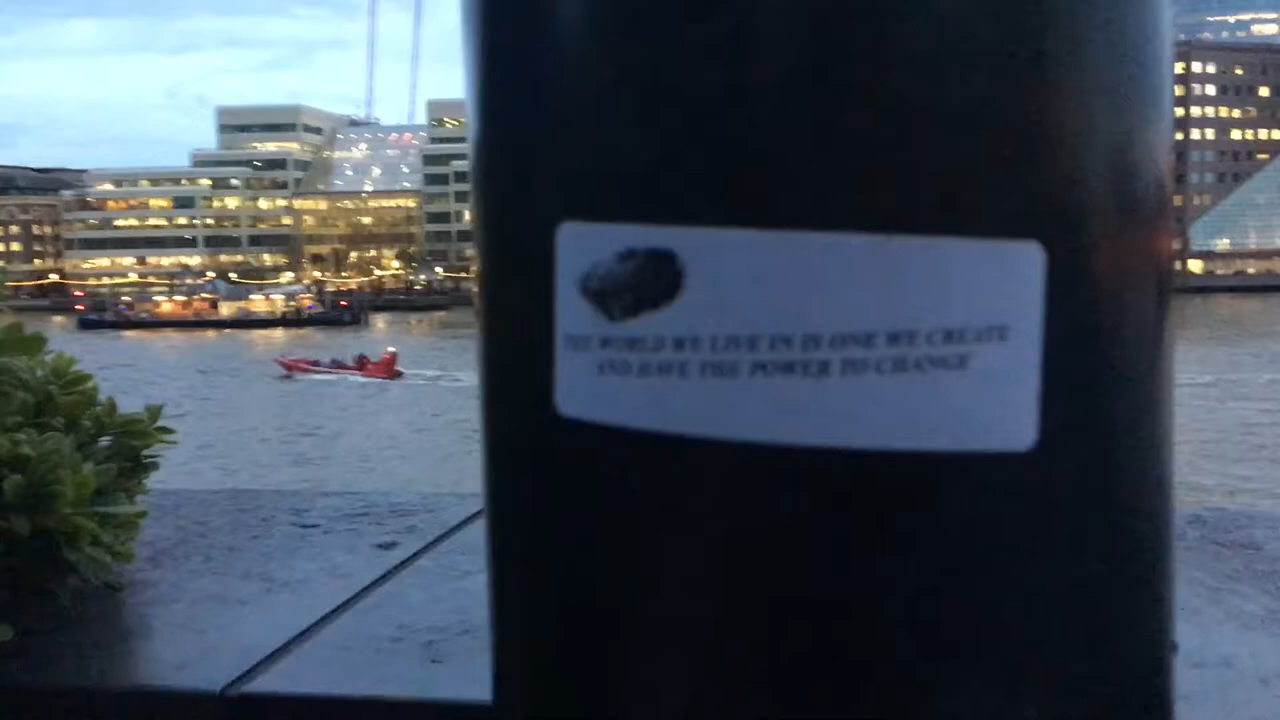 THE WORLD WE LIVE IN IS ONE WE CREATE
AND HAVE THE POWER TO CHANGE